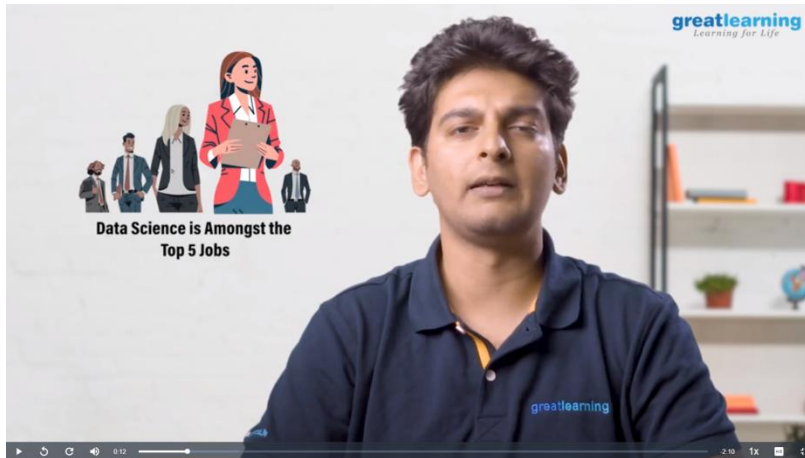 greatlearning
Learning for Life
Data Science is Amongst the
Top 5 Jobs
greatlearning
0:12
-2:10
1x